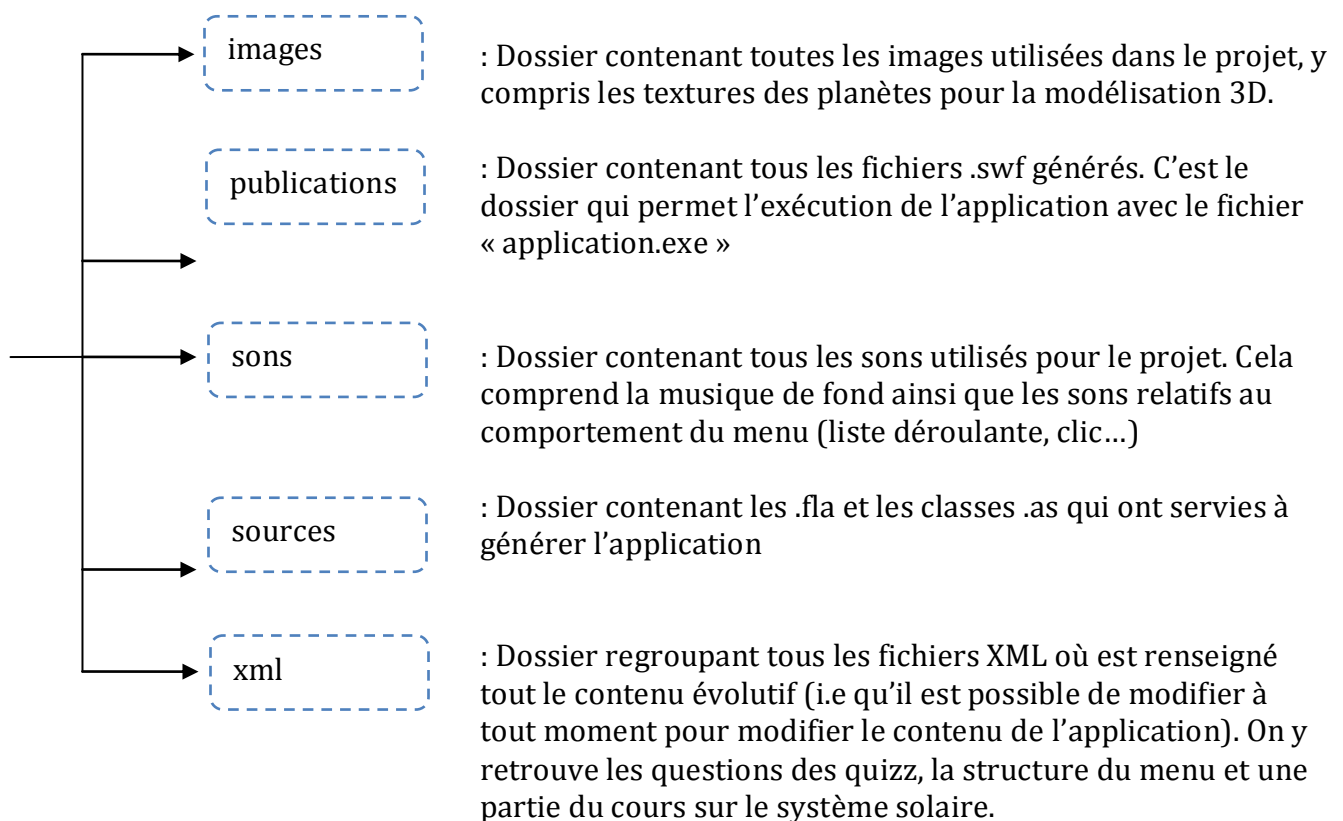 images
: Dossier contenant toutes les images utilisées dans le projet, y
compris les textures des planètes pour la modélisation 3D.
publications
: Dossier contenant tous les fichiers .swf générés. C’est le
dossier qui permet l’exécution de l’application avec le fichier
« application.exe »
sons
: Dossier contenant tous les sons utilisés pour le projet. Cela
comprend la musique de fond ainsi que les sons relatifs au
comportement du menu (liste déroulante, clic…)
sources
: Dossier contenant les .fla et les classes .as qui ont servies à
générer l’application
xml
: Dossier regroupant tous les fichiers XML où est renseigné
tout le contenu évolutif (i.e qu’il est possible de modifier à
tout moment pour modifier le contenu de l’application). On y
retrouve les questions des quizz, la structure du menu et une
partie du cours sur le système solaire.